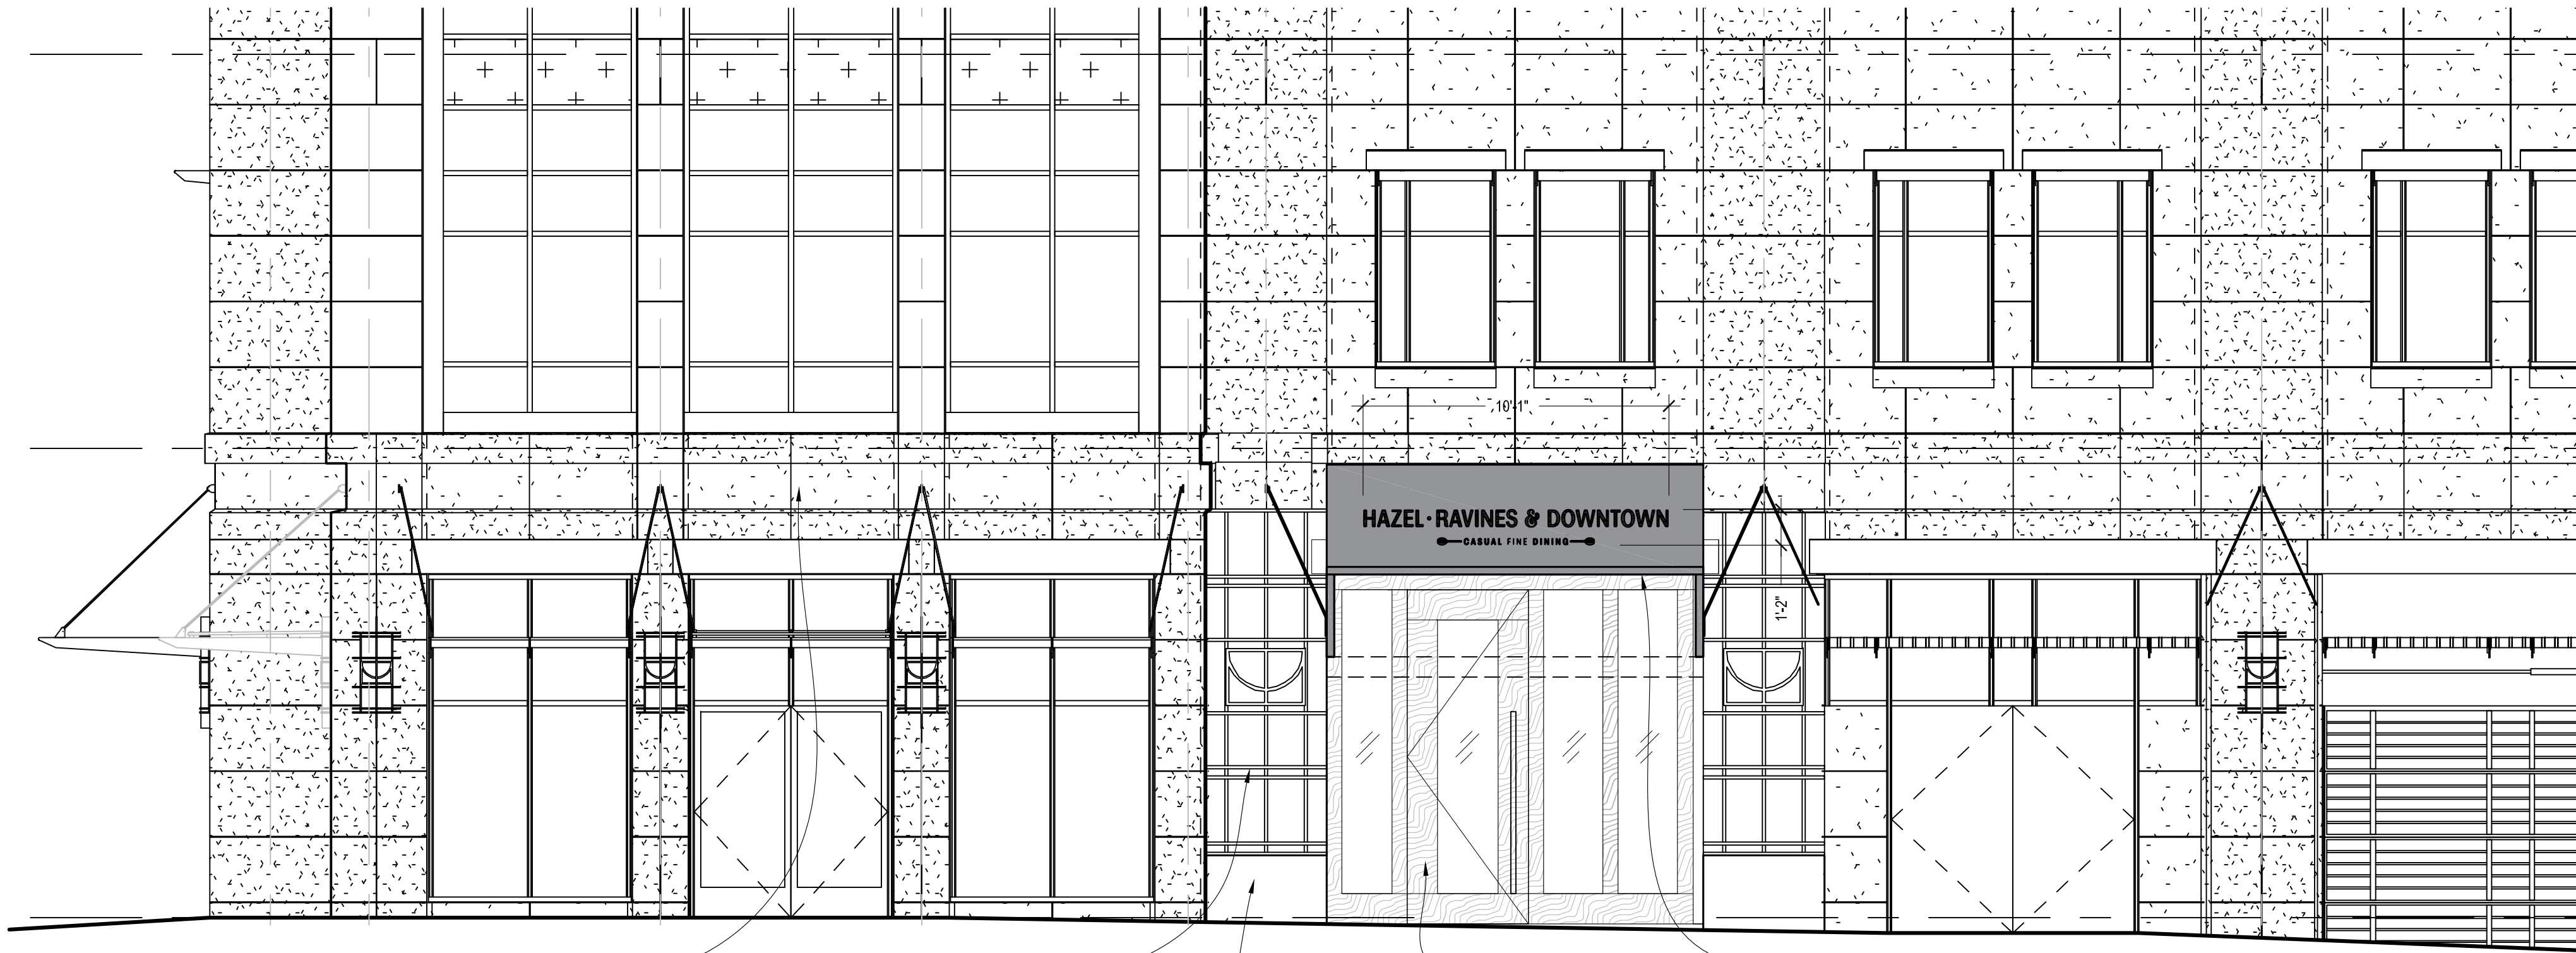 10'-1"
HAZEL · RAVINES & DOWNTOWN
CASUAL FINE DINING
1'-2"